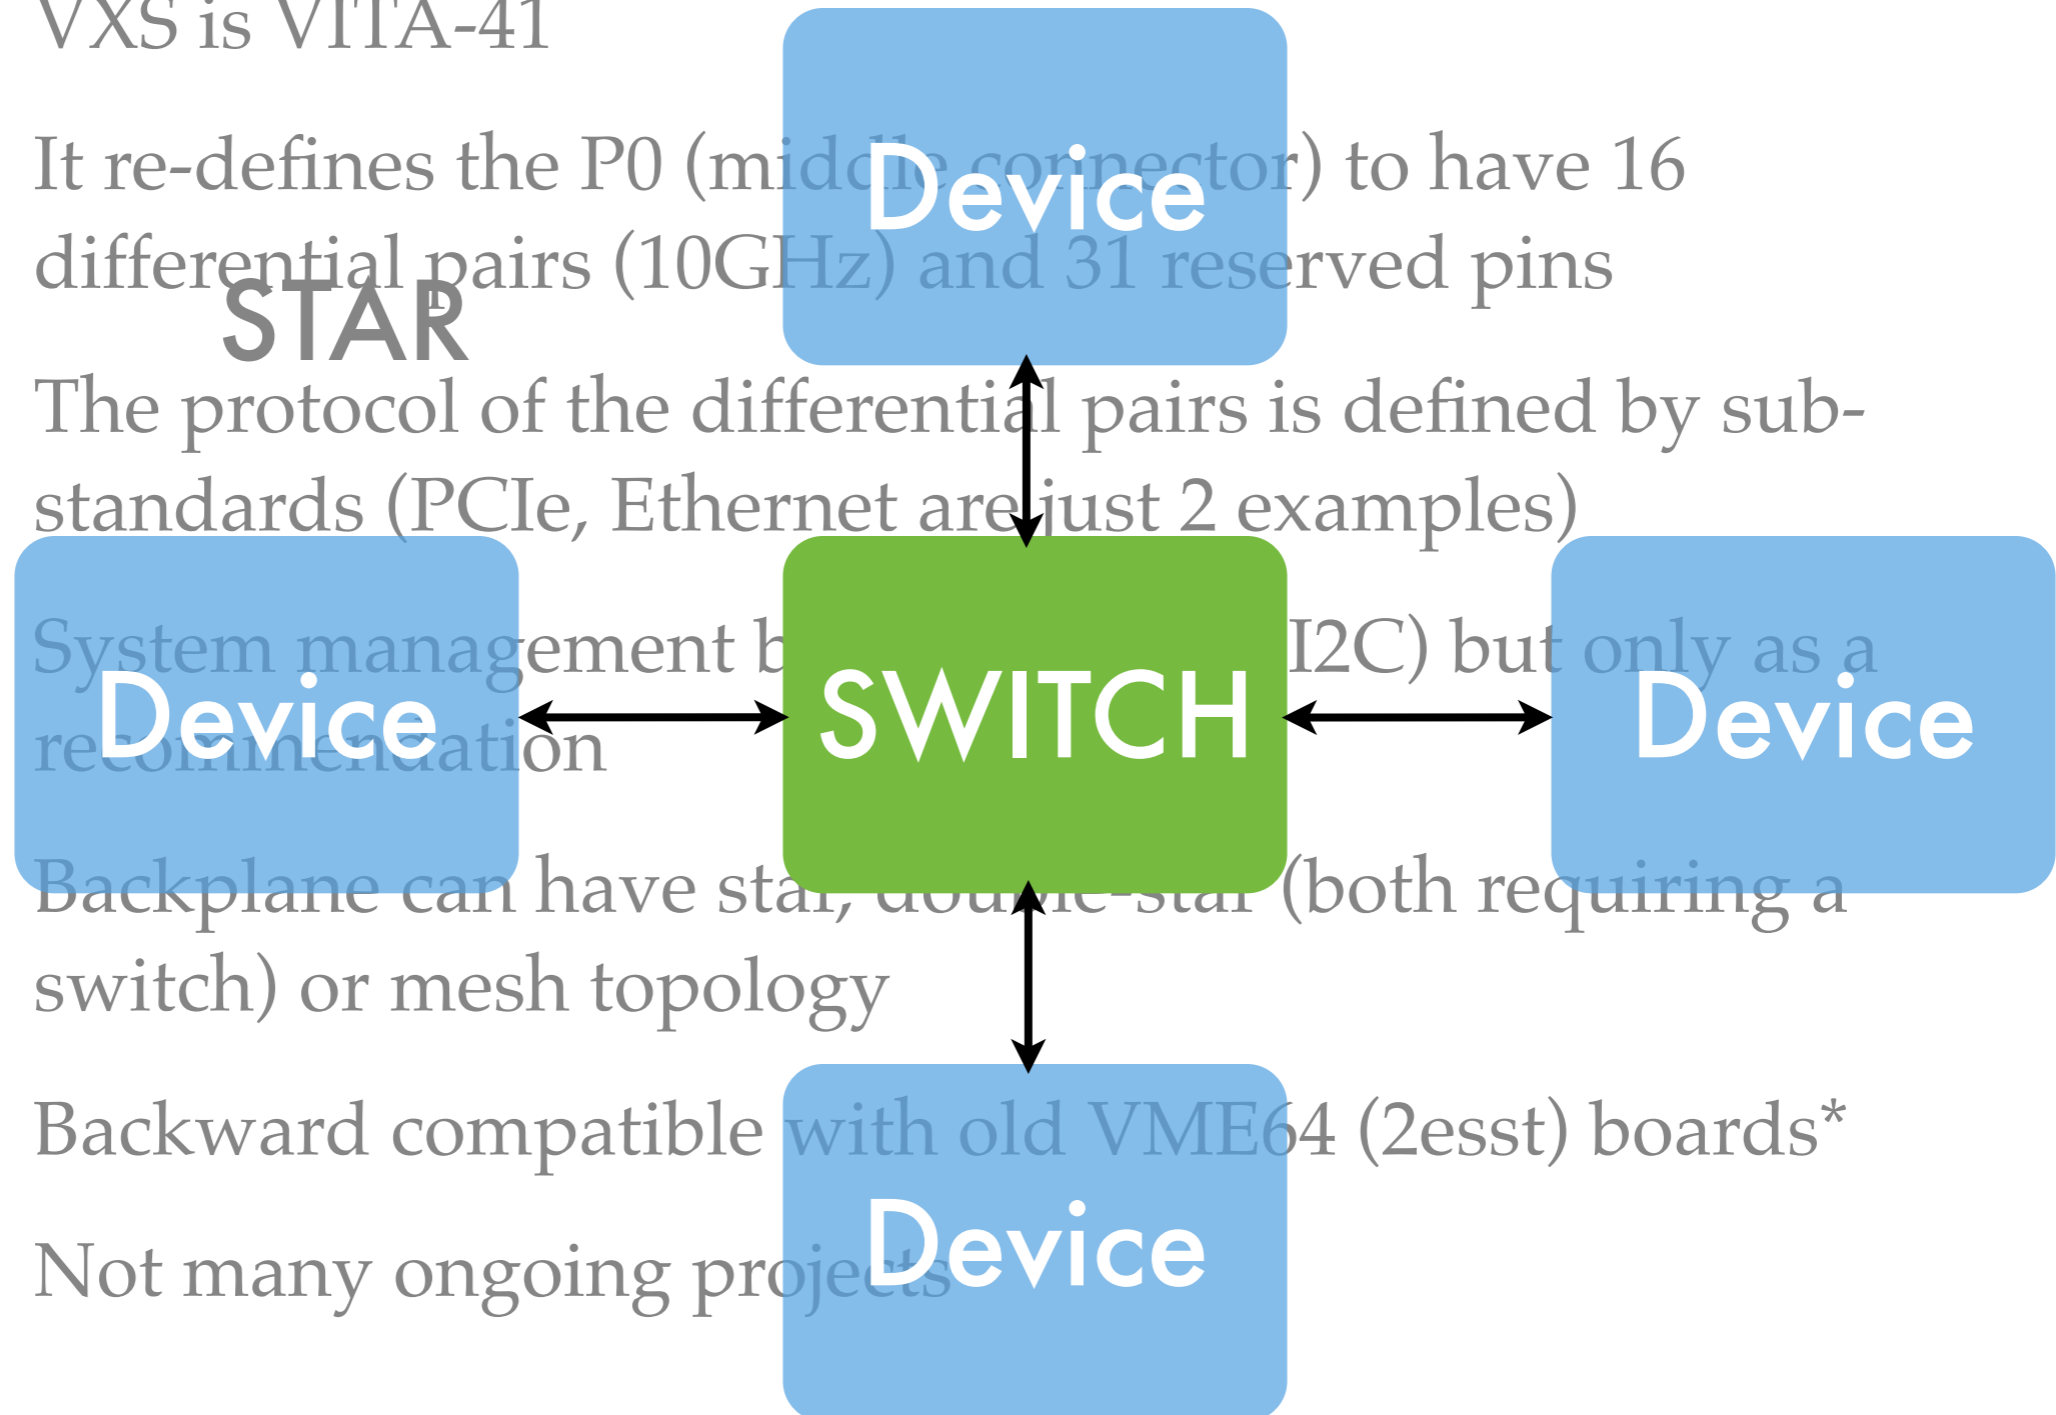 VXS is VITA-41
It re-defines the P0 (middle connector) to have 16
differential pairs (10GHz) and 31 reserved pins
STAR
The protocol of the differential pairs is defined by sub-
standards (PCIe, Ethernet are just 2 examples)
System management b I2C) but only as a
recommendation
Backplane can have star, double-star (both requiring a
switch) or mesh topology
Backward compatible with old VME64 (2esst) boards*
Not many ongoing projects
Device
Device
SWITCH
Device
Device